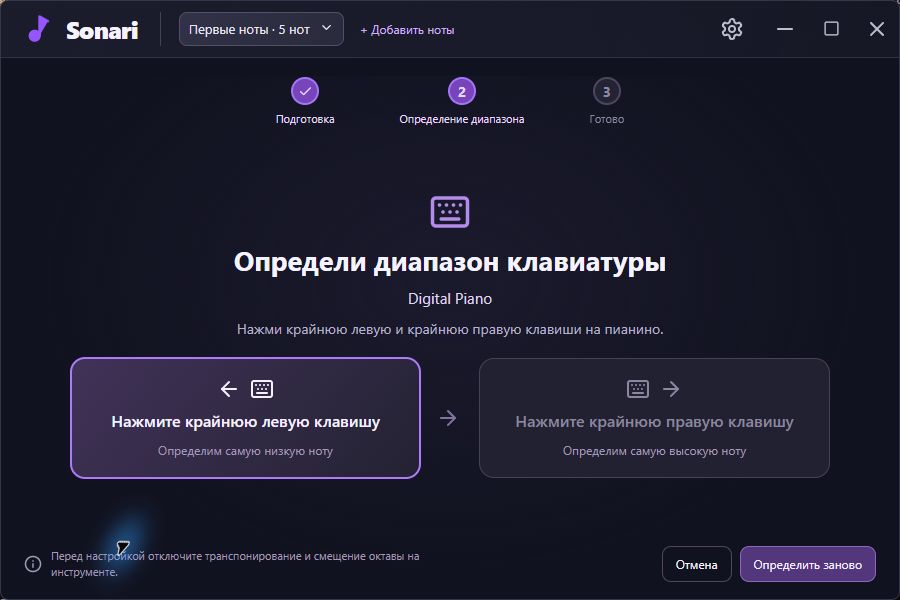 Sonari
Первые ноты · 5 нот
+ Добавить ноты
2
3
Подготовка
Определение диапазона
Готово
Определи диапазон клавиатуры
Digital Piano
Нажми крайнюю левую и крайнюю правую клавиши на пианино.
Нажмите крайнюю левую клавишу
Определим самую низкую ноту
Нажмите крайнюю правую клавишу
Определим самую высокую ноту
Перед настройкой отключите транспонирование и смещение октавы на
инструменте.
Отмена
Определить заново